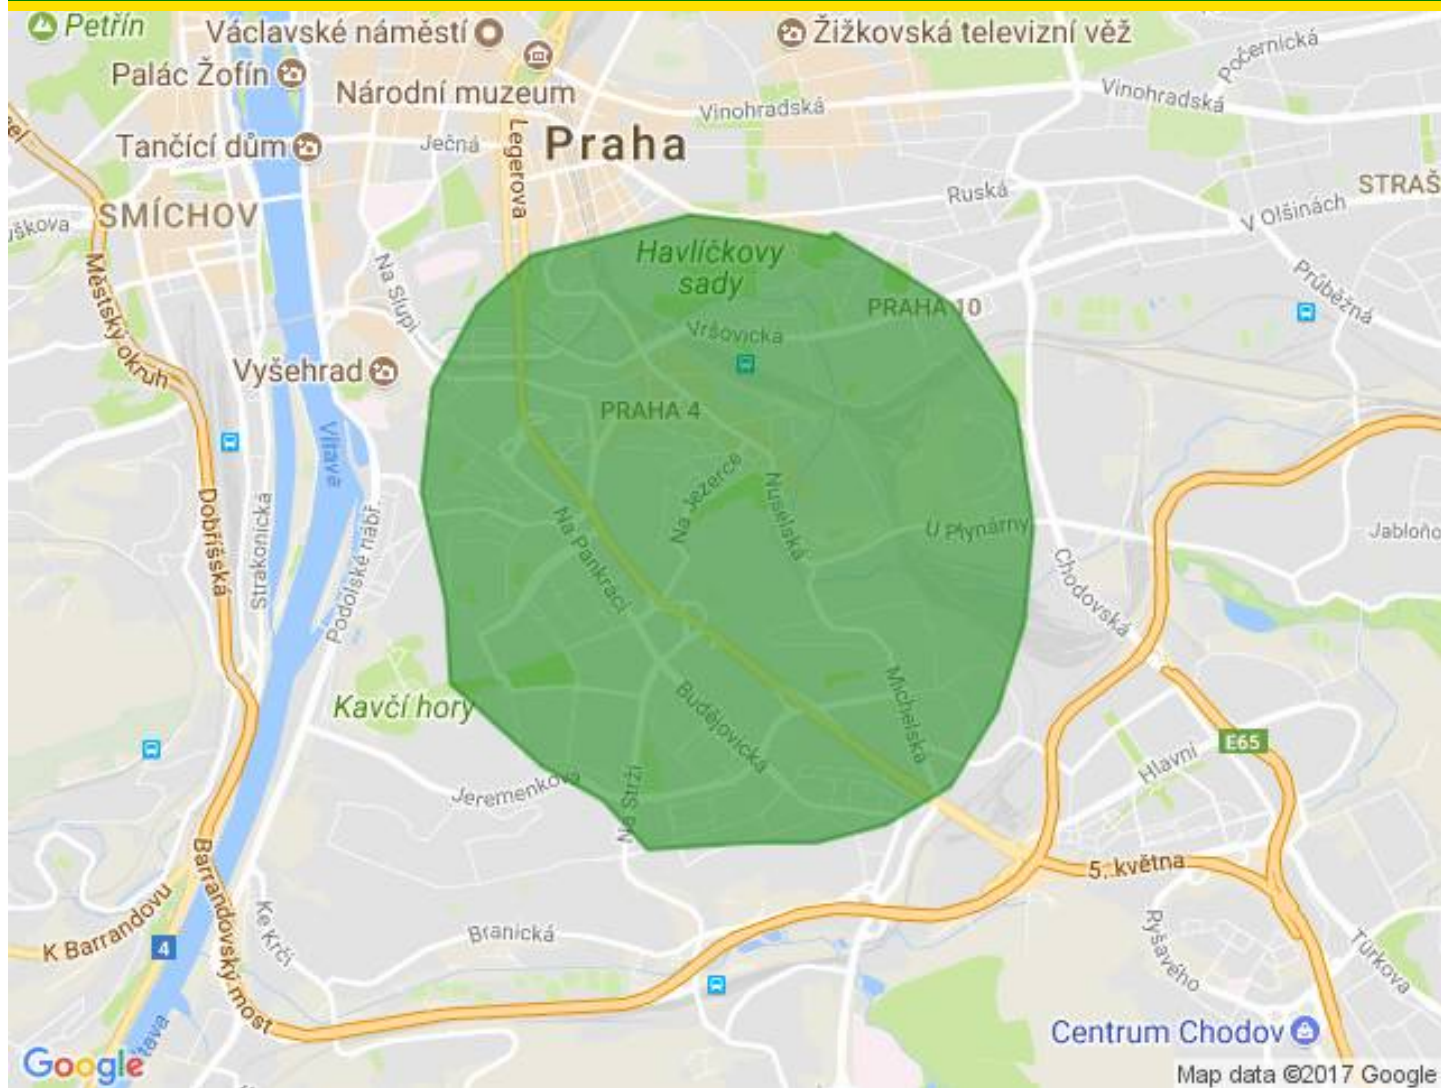 Petřín
Václavské náměstí
Žižkovská televizní věž
Počernická
Palác Žofín
Národní muzeum
Vinohradská
Vinohradská
Tančící dům
Ječná
Legerova
Praha
SMÍCHOV
Ruská
STRAŠ
V Olšinách
Na Slupi
Havlíčkovy
sady
Městský okruh
PRAHA 10
Průběžná
Vršovická
Vyšehrad
PRAHA 4
Vltava
Na Jezerce
Nuselská
Dobříšská
Strakonická
Podolské nábř.
Na Pankráci
U Plynárny
Jabloňo
Chodovská
Kavčí hory
Budějovická
Michelská
E65
Hlavní
Jeremenkova
Na Strži
Barrandovský most
5. května
K Barrandovu
4
Ke Krči
Branická
Ryšavého
Türkova
Centrum Chodov
Google
Map data ©2017 Google